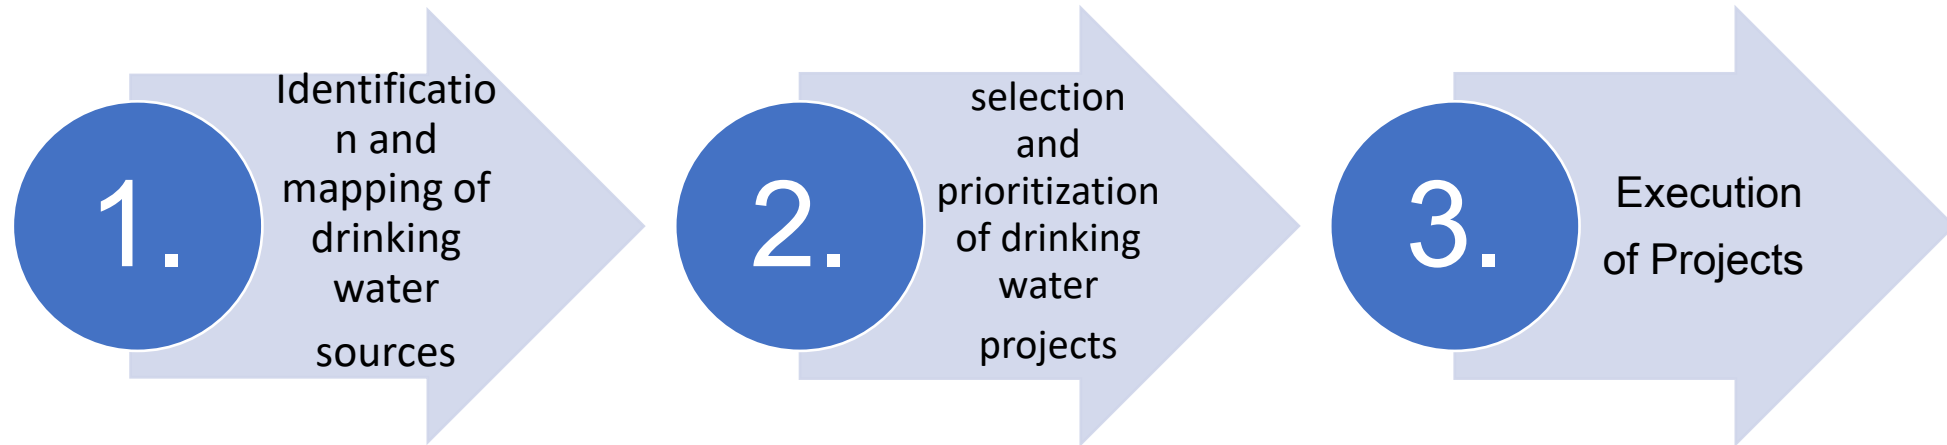 1.
Identificatio
n and
mapping of
drinking
water
sources
2.
selection
and
prioritization
of drinking
water
projects
3.
Execution
of Projects